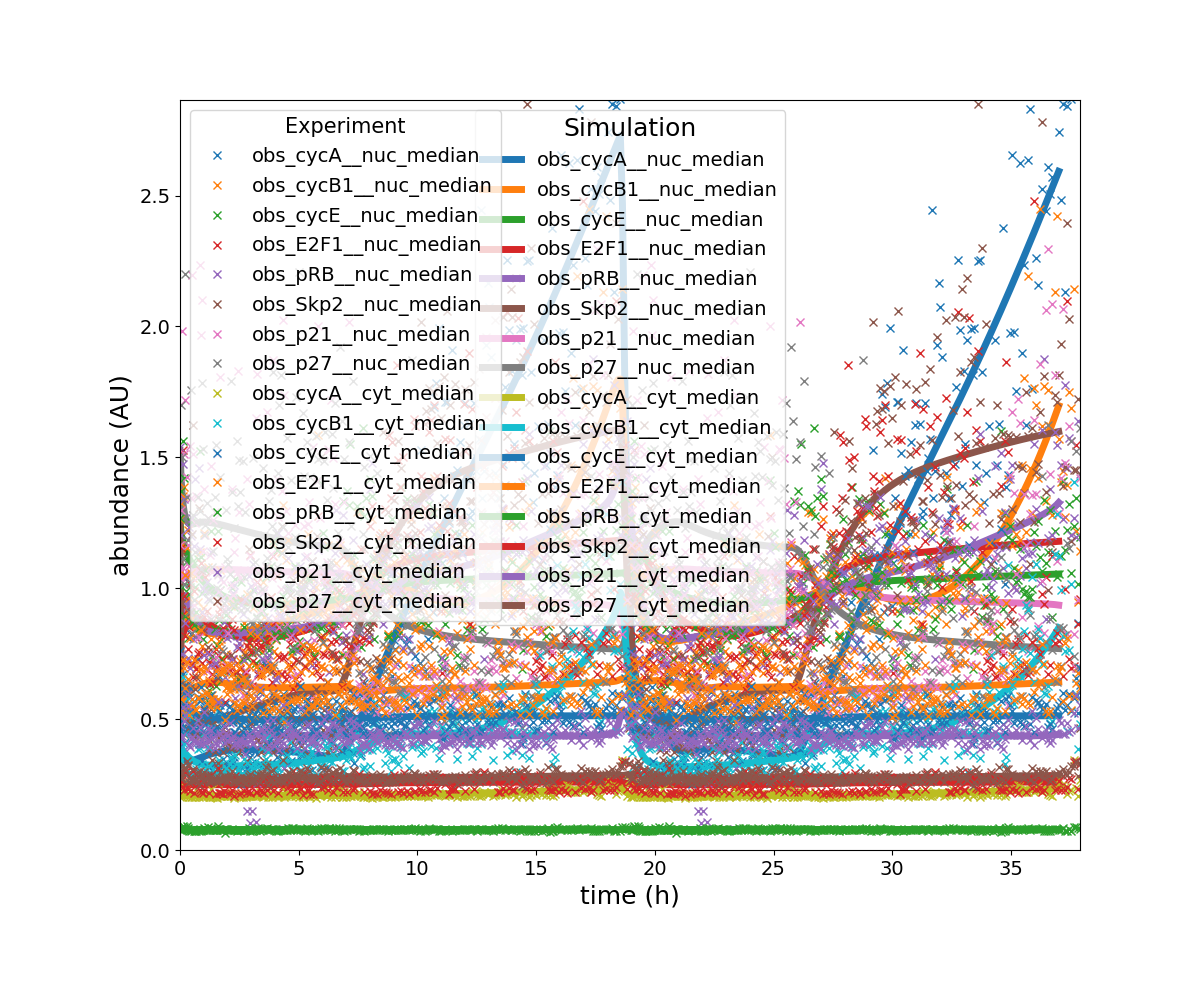 Experiment
obs_cycA__nuc_median
obs_cycB1__nuc_median
obs_cycE__nuc_median
obs_E2F1__nuc_median
obs_pRB__nuc_median
obs_Skp2__nuc_median
obs_p21__nuc_median
obs_p27__nuc_median
obs_cycA__cyt_median
obs_cycB1__cyt_median
obs_cycE__cyt_median
obs_E2F1__cyt_median
obs_pRB__cyt_median
obs_Skp2__cyt_median
obs_p21__cyt_median
obs_p27__cyt_median
Simulation
obs_cycA__nuc_median
obs_cycB1__nuc_median
obs_cycE__nuc_median
obs_E2F1__nuc_median
obs_pRB__nuc_median
obs_Skp2__nuc_median
obs_p21__nuc_median
obs_p27__nuc_median
obs_cycA__cyt_median
obs_cycB1__cyt_median
obs_cycE__cyt_median
obs_E2F1__cyt_median
obs_pRB__cyt_median
obs_Skp2__cyt_median
obs_p21__cyt_median
obs_p27__cyt_median
abundance (AU)
2.5
2.0
1.5
1.0
0.5
0.0
0 5 10 15 20 25 30 35
time (h)